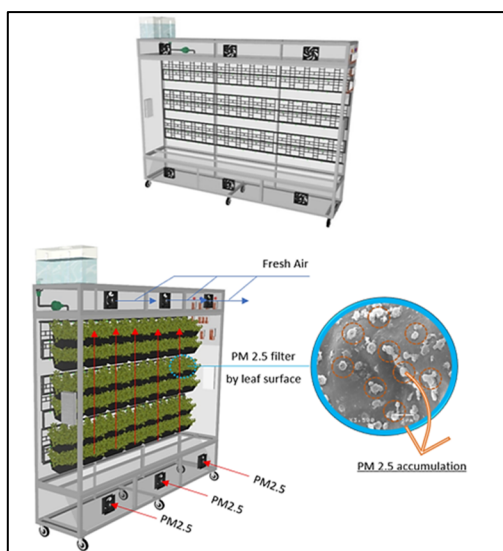 Fresh Air
PM 2.5 filter
by leaf surface
PM 2.5 accumulation
PM2.5
PM2.5
PM2.5